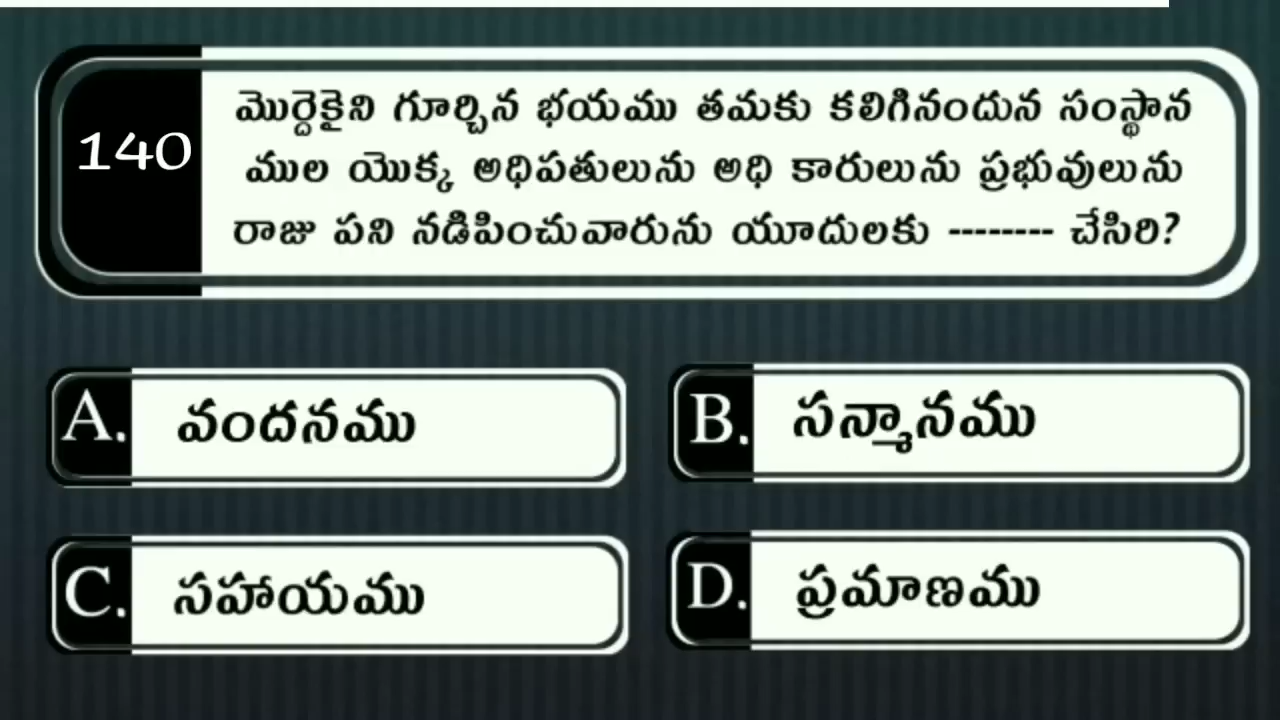 140
మొర్దెకైని గూర్చిన భయము తమకు కలిగినందున సంస్థాన
ముల యొక్క అధిపతులును అధి కారులును ప్రభువులును
రాజు పని నడిపించువారును యూదులకు -------- చేసిరి?
A. వందనము
B. సన్మానము
C. సహాయము
D. ప్రమాణము